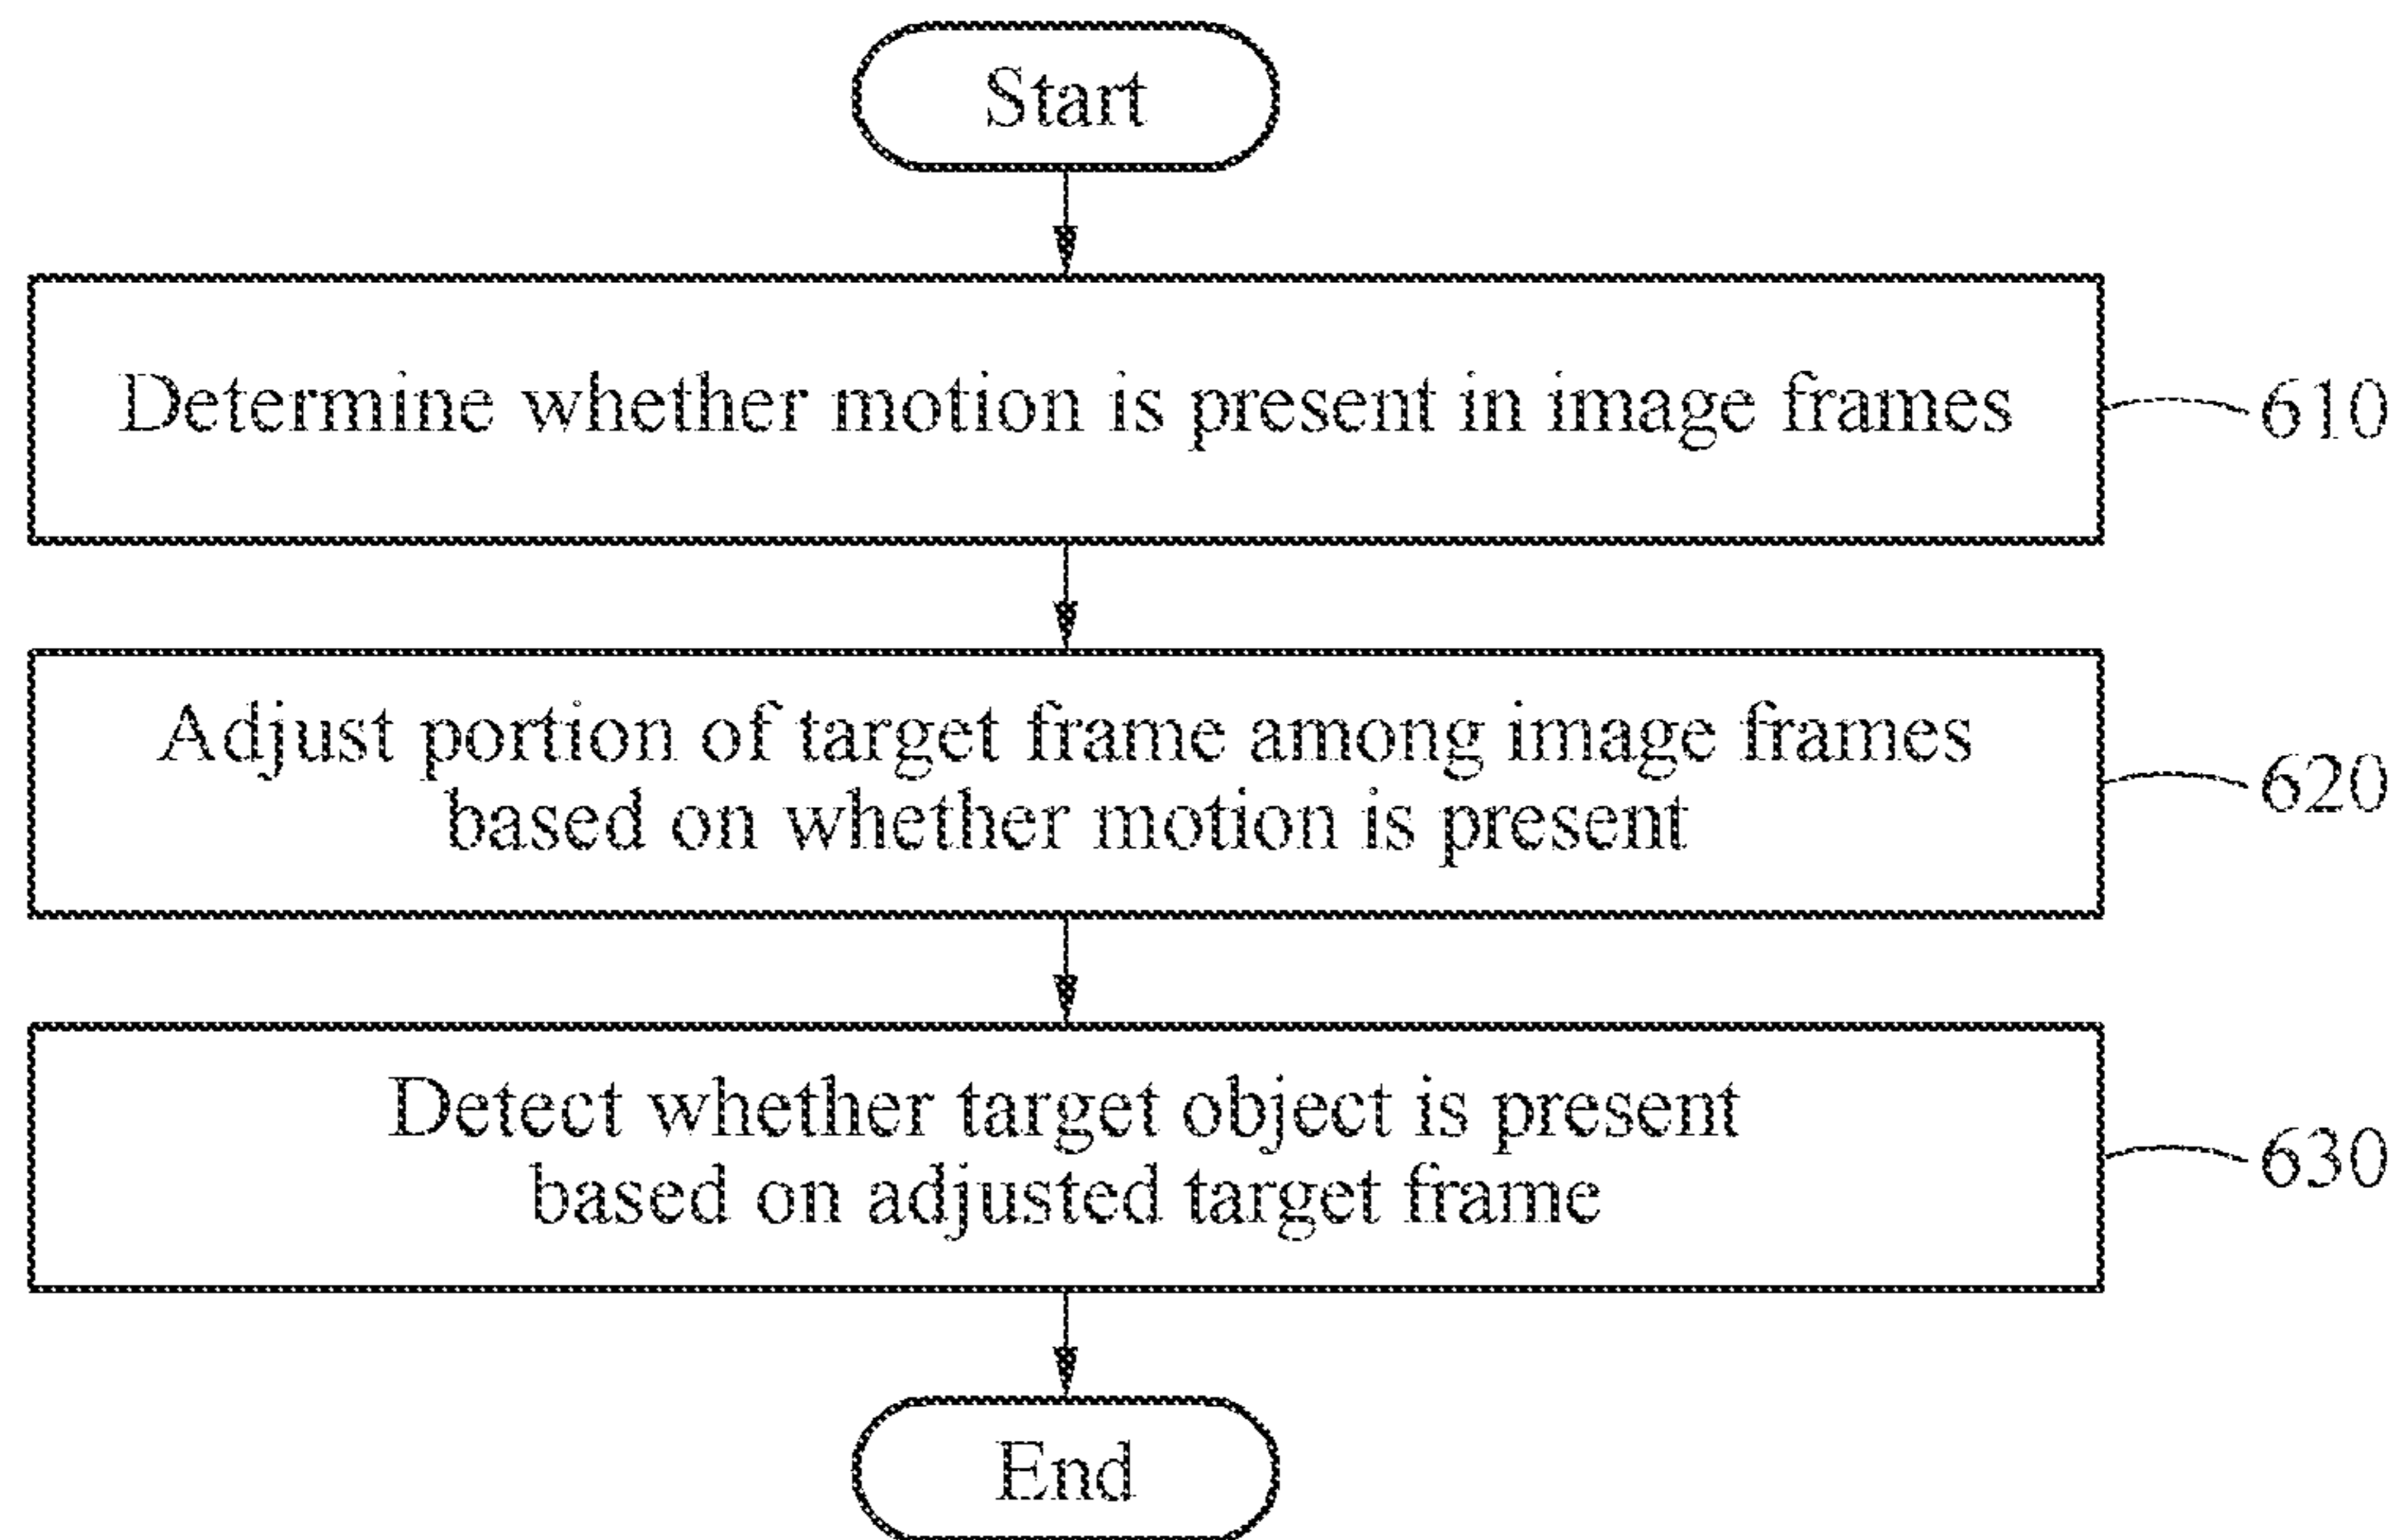 Start
Determine whether motion is present in image frames
610
Adjust portion of target frame among image frames
based on whether motion is present
620
Detect whether target object is present
based on adjusted target frame
630
End